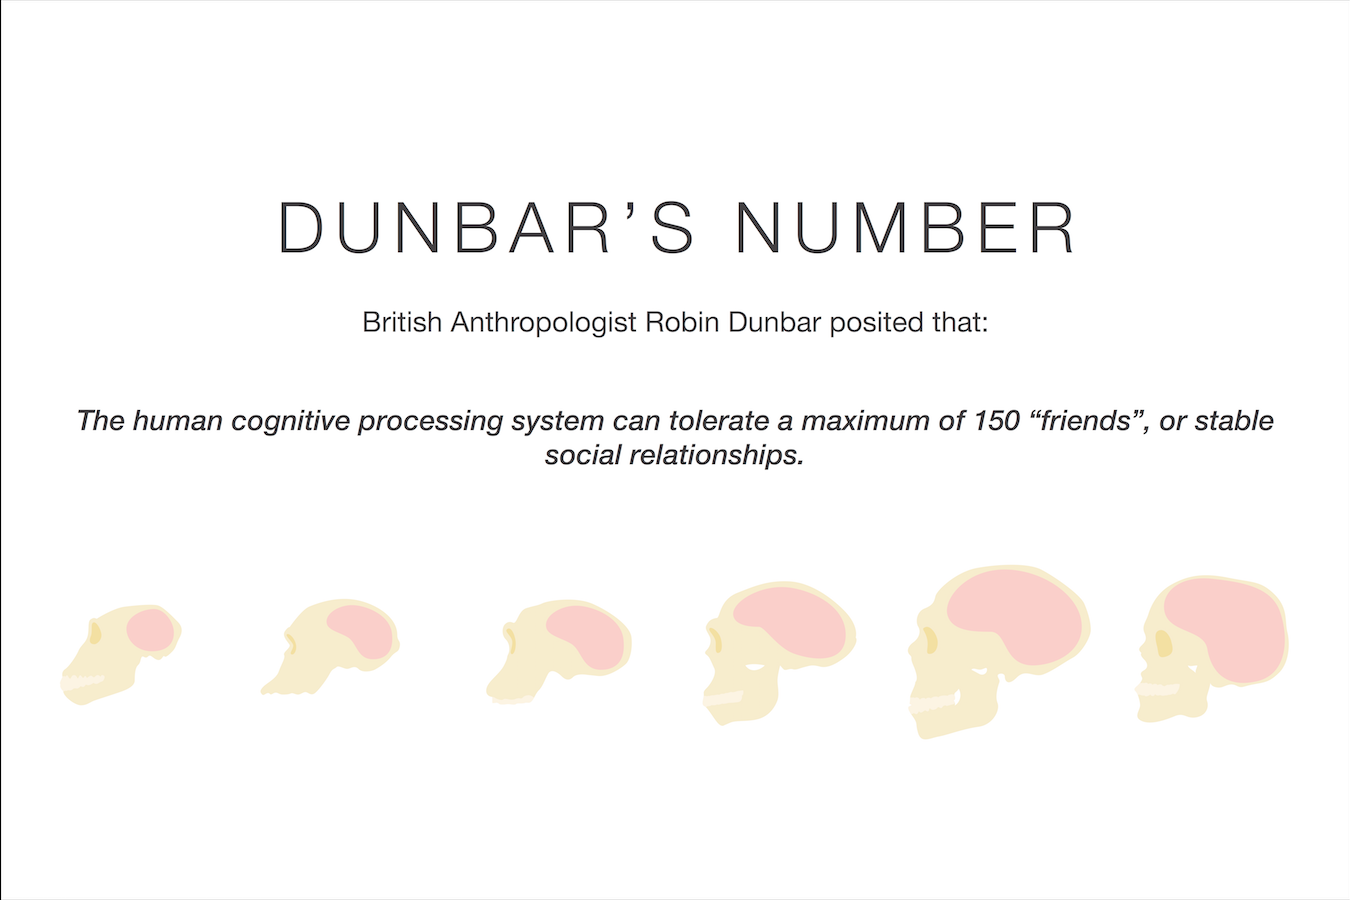 DUNBAR’S NUMBER
British Anthropologist Robin Dunbar posited that:
The human cognitive processing system can tolerate a maximum of 150 “friends”, or stable
social relationships.